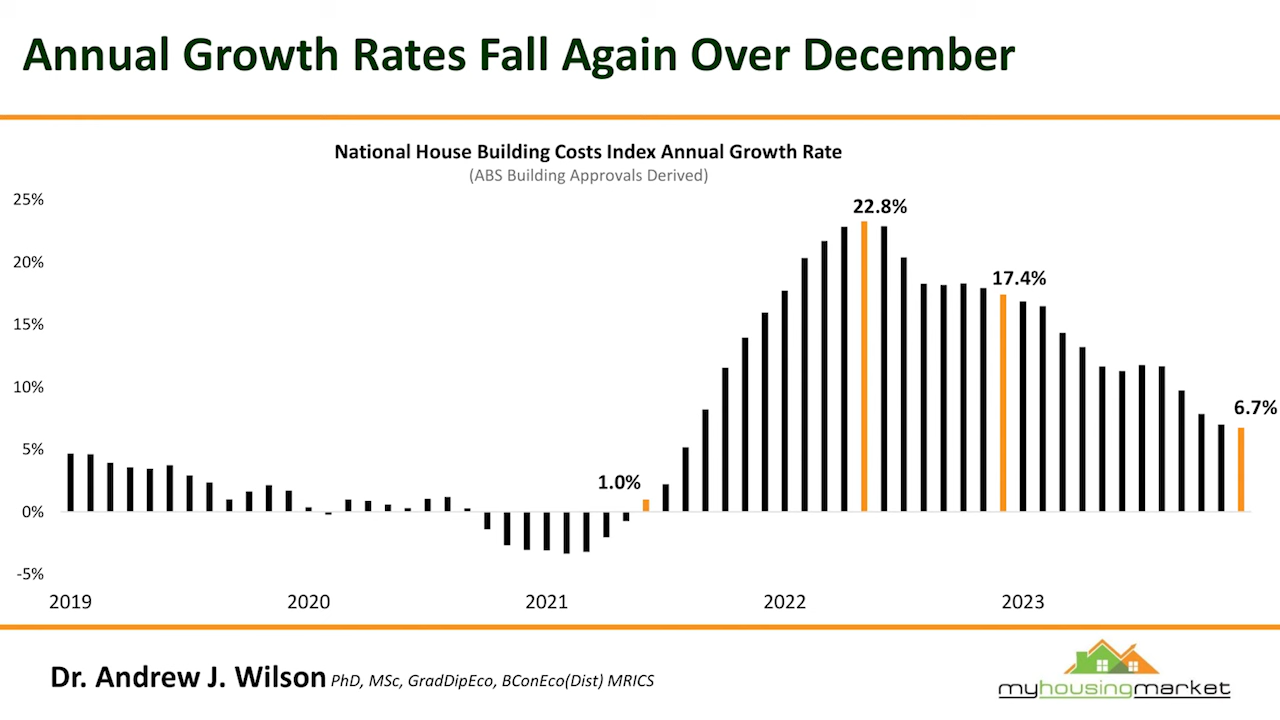 Annual Growth Rates Fall Again Over December
National House Building Costs Index Annual Growth Rate
(ABS Building Approvals Derived)
25%
20%
15%
10%
5%
0%
-5%
22.8%
17.4%
6.7%
1.0%
2019 2020 2021 2022 2023
Dr. Andrew J. Wilson PhD, MSc, GradDipEco, BConEco(Dist) MRICS
myhousingmarket